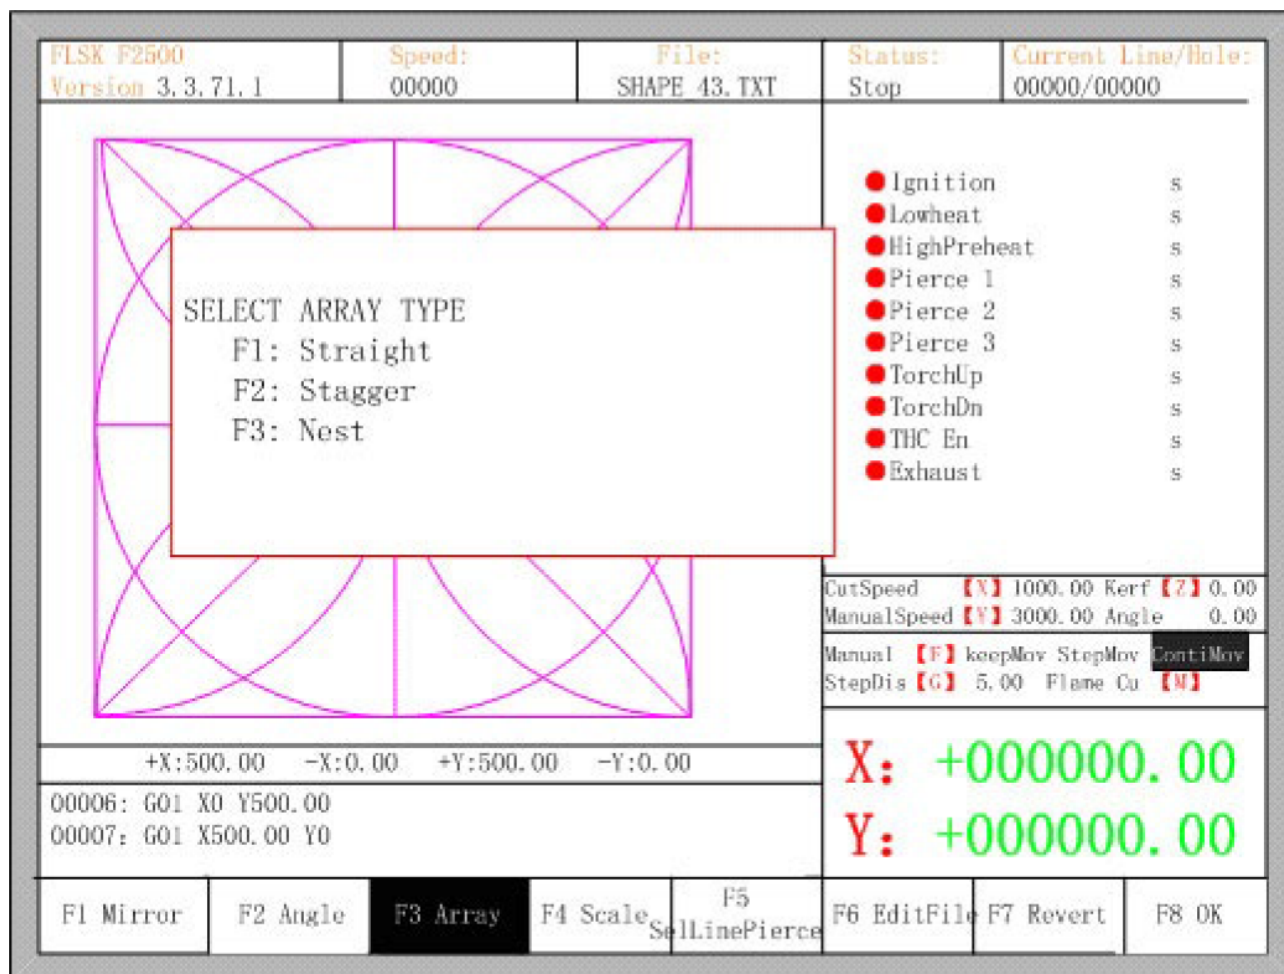 FLSK F2500
Version 3.3.71.1
Speed:
00000
File:
SHAPE_43.TXT
Status:
Stop
Current Line/Hole:
00000/00000
SELECT ARRAY TYPE
F1: Straight
F2: Stagger
F3: Nest
Ignition s
Lowheat s
HighPreheat s
Pierce 1 s
Pierce 2 s
Pierce 3 s
TorchUp s
TorchDn s
THC En s
Exhaust s
CutSpeed 【X】 1000.00 Kerf 【Z】 0.00
ManualSpeed 【Y】 3000.00 Angle 0.00
Manual 【F】 keepMov StepMov ContiMov
StepDis 【G】 5.00 Flame Cu 【M】
+X:500.00 -X:0.00 +Y:500.00 -Y:0.00
00006: G01 X0 Y500.00
00007: G01 X500.00 Y0
X: +000000.00
Y: +000000.00
F1 Mirror
F2 Angle
F3 Array
F4 Scale
F5
SelLinePierce
F6 EditFile
F7 Revert
F8 OK